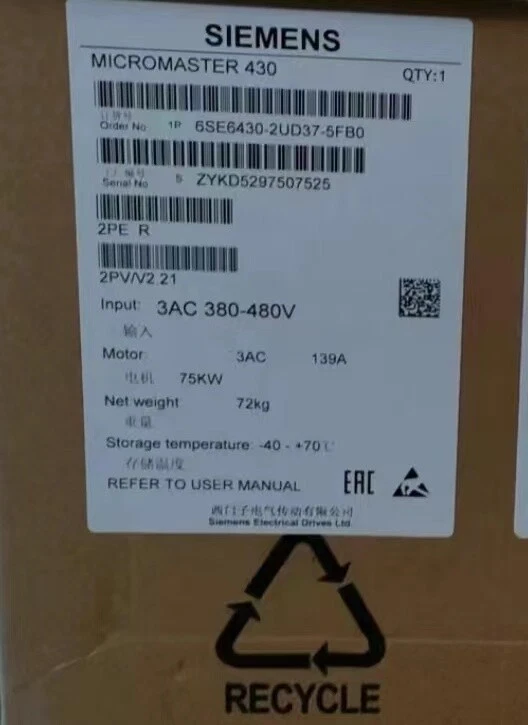 SIEMENS
MICROMASTER 430
QTY:1
订货号
Order No 1P 6SE6430-2UD37-5FB0
编号
Serial No S ZYKD5297507525
2PE R
2PV/V2.21
Input: 3AC 380-480V
输入
Motor 3AC 139A
电机 75KW
Net weight 72kg
重量
Storage temperature: -40 - +70℃
存储温度
REFER TO USER MANUAL EAC
西门子电气传动有限公司
Siemens Electrical Drives Ltd.
RECYCLE